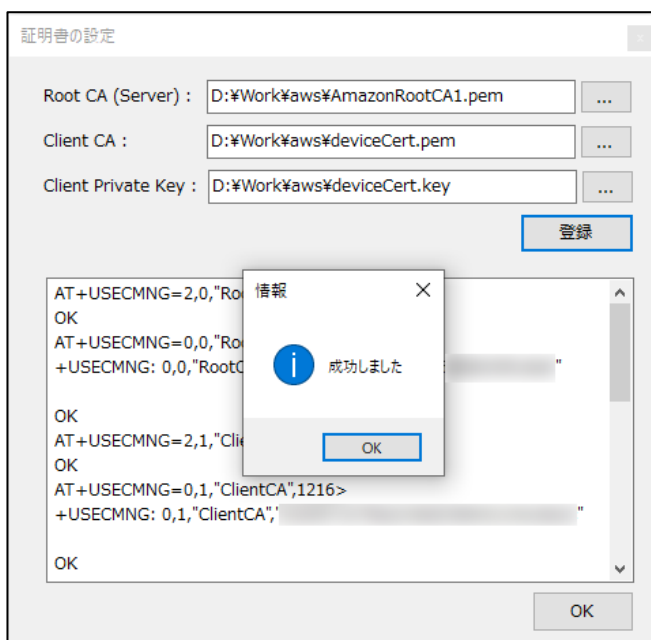 証明書の設定
Root CA (Server) : D:¥Work¥aws¥AmazonRootCA1.pem ...
Client CA : D:¥Work¥aws¥deviceCert.pem ...
Client Private Key : D:¥Work¥aws¥deviceCert.key ...
登録
AT+USECMNG=2,0,"Ro
OK
AT+USECMNG=0,0,"Ro
+USECMNG: 0,0,"RootC "
OK
AT+USECMNG=2,1,"Clie
OK
AT+USECMNG=0,1,"ClientCA",1216>
+USECMNG: 0,1,"ClientCA"," "
OK
情報
成功しました
OK
OK